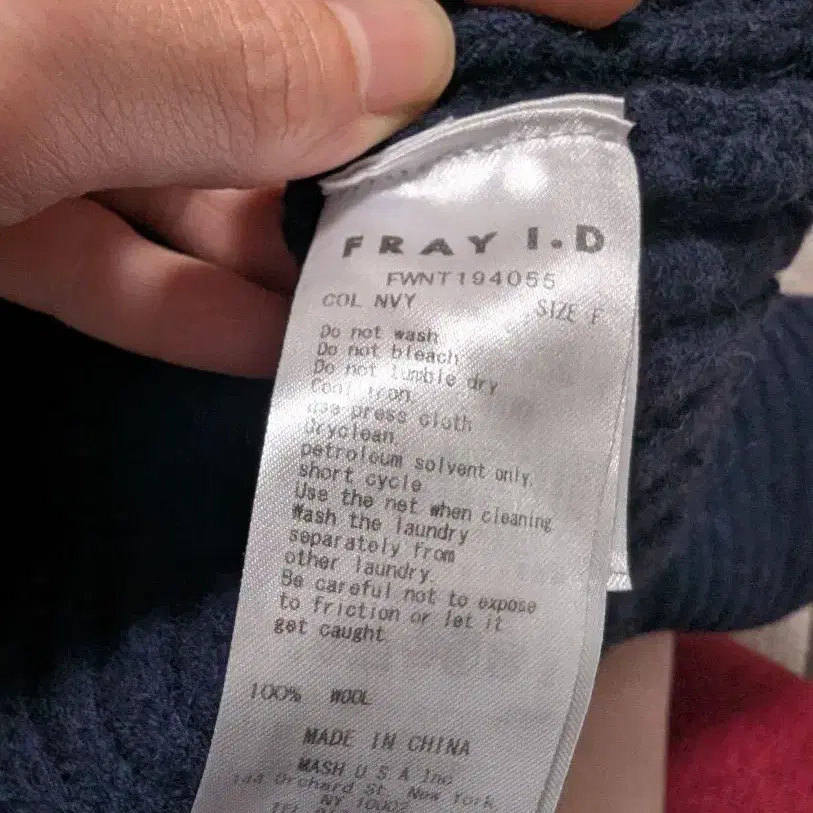 FRAY I.D
FWNT194055
COL NVY SIZE F
Do not wash
Do not bleach
Do not tumble dry
Cool iron
use press cloth
Dryclean
petroleum solvent only,
short cycle
Use the net when cleaning
Wash the laundry
separately from
other laundry.
Be careful not to expose
to friction or let it
get caught
100% WOOL
MADE IN CHINA
MASH U S A Inc
144 Orchard St. New York,
NY 10002
TEL